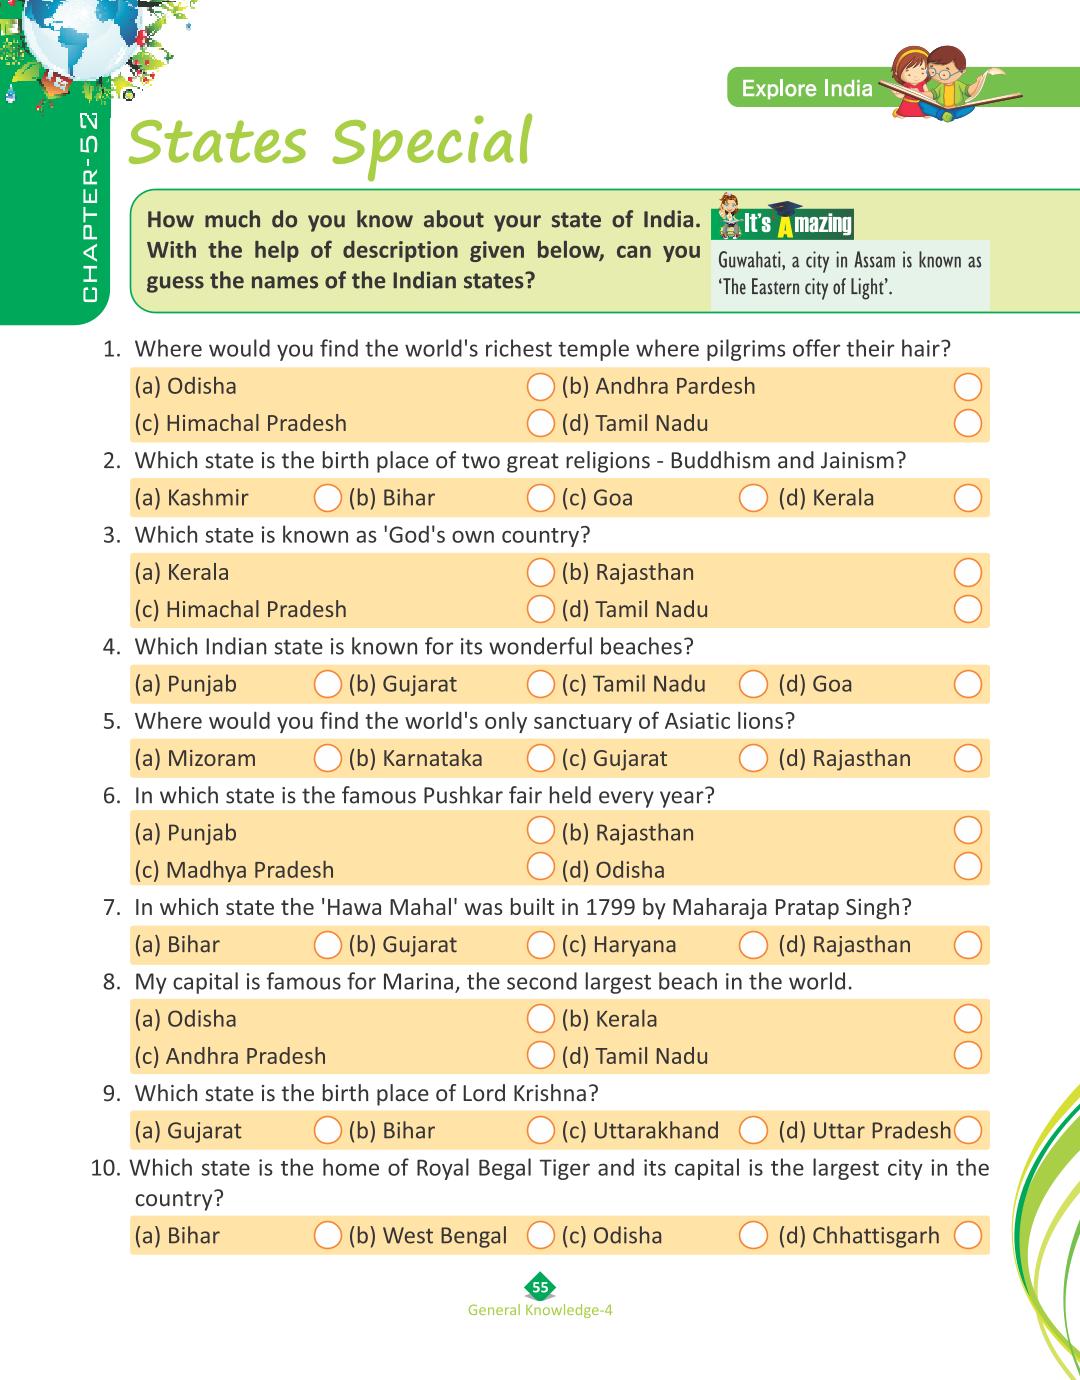 Explore India
CHAPTER-52
States Special
How much do you know about your state of India.
With the help of description given below, can you
guess the names of the Indian states?
It's Amazing
Guwahati, a city in Assam is known as
‘The Eastern city of Light’.
1. Where would you find the world's richest temple where pilgrims offer their hair?
(a) Odisha (b) Andhra Pardesh
(c) Himachal Pradesh (d) Tamil Nadu
2. Which state is the birth place of two great religions - Buddhism and Jainism?
(a) Kashmir (b) Bihar (c) Goa (d) Kerala
3. Which state is known as 'God's own country?
(a) Kerala (b) Rajasthan
(c) Himachal Pradesh (d) Tamil Nadu
4. Which Indian state is known for its wonderful beaches?
(a) Punjab (b) Gujarat (c) Tamil Nadu (d) Goa
5. Where would you find the world's only sanctuary of Asiatic lions?
(a) Mizoram (b) Karnataka (c) Gujarat (d) Rajasthan
6. In which state is the famous Pushkar fair held every year?
(a) Punjab (b) Rajasthan
(c) Madhya Pradesh (d) Odisha
7. In which state the 'Hawa Mahal' was built in 1799 by Maharaja Pratap Singh?
(a) Bihar (b) Gujarat (c) Haryana (d) Rajasthan
8. My capital is famous for Marina, the second largest beach in the world.
(a) Odisha (b) Kerala
(c) Andhra Pradesh (d) Tamil Nadu
9. Which state is the birth place of Lord Krishna?
(a) Gujarat (b) Bihar (c) Uttarakhand (d) Uttar Pradesh
10. Which state is the home of Royal Begal Tiger and its capital is the largest city in the
country?
(a) Bihar (b) West Bengal (c) Odisha (d) Chhattisgarh
55
General Knowledge-4